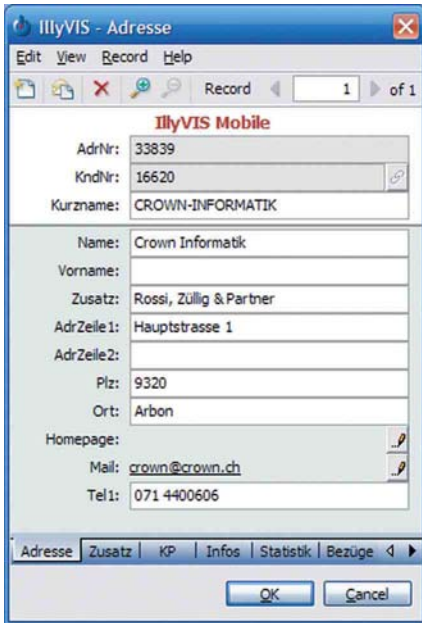 IllyVIS - Adresse
Edit View Record Help
Record 1 of 1
IllyVIS Mobile
AdrNr: 33839
KndNr: 16620
Kurzname: CROWN-INFORMATIK
Name: Crown Informatik
Vorname:
Zusatz: Rossi, Züllig & Partner
AdrZeile1: Hauptstrasse 1
AdrZeile2:
Plz: 9320
Ort: Arbon
Homepage:
Mail: crown@crown.ch
Tel1: 071 4400606
Adresse Zusatz KP Infos Statistik Bezüge
OK Cancel